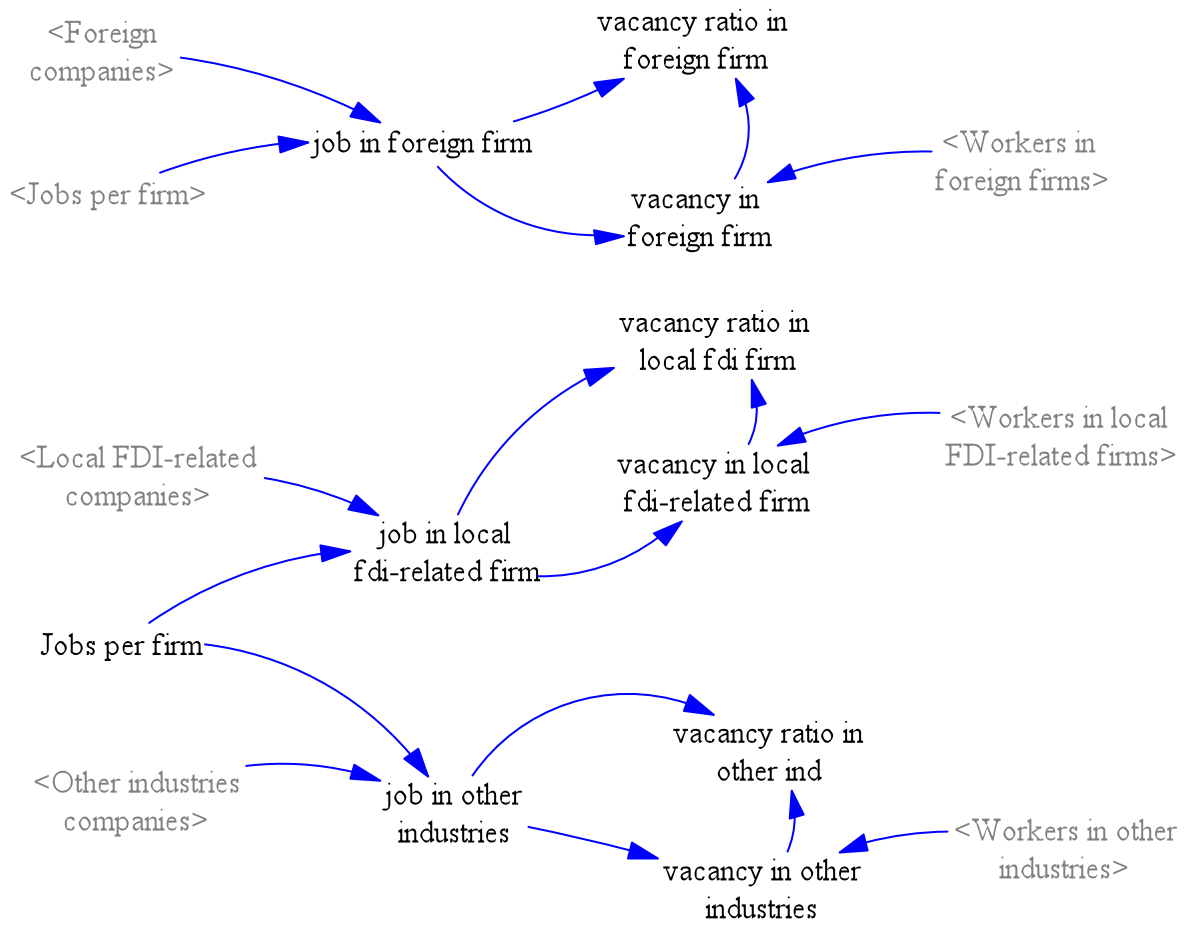 <Foreign
companies>
vacancy ratio in
foreign firm
job in foreign firm
<Jobs per firm>
<Workers in
foreign firms>
vacancy in
foreign firm
vacancy ratio in
local fdi firm
<Local FDI-related
companies>
vacancy in local
fdi-related firm
<Workers in local
FDI-related firms>
job in local
fdi-related firm
Jobs per firm
vacancy ratio in
other ind
<Other industries
companies>
job in other
industries
vacancy in other
industries
<Workers in other
industries>